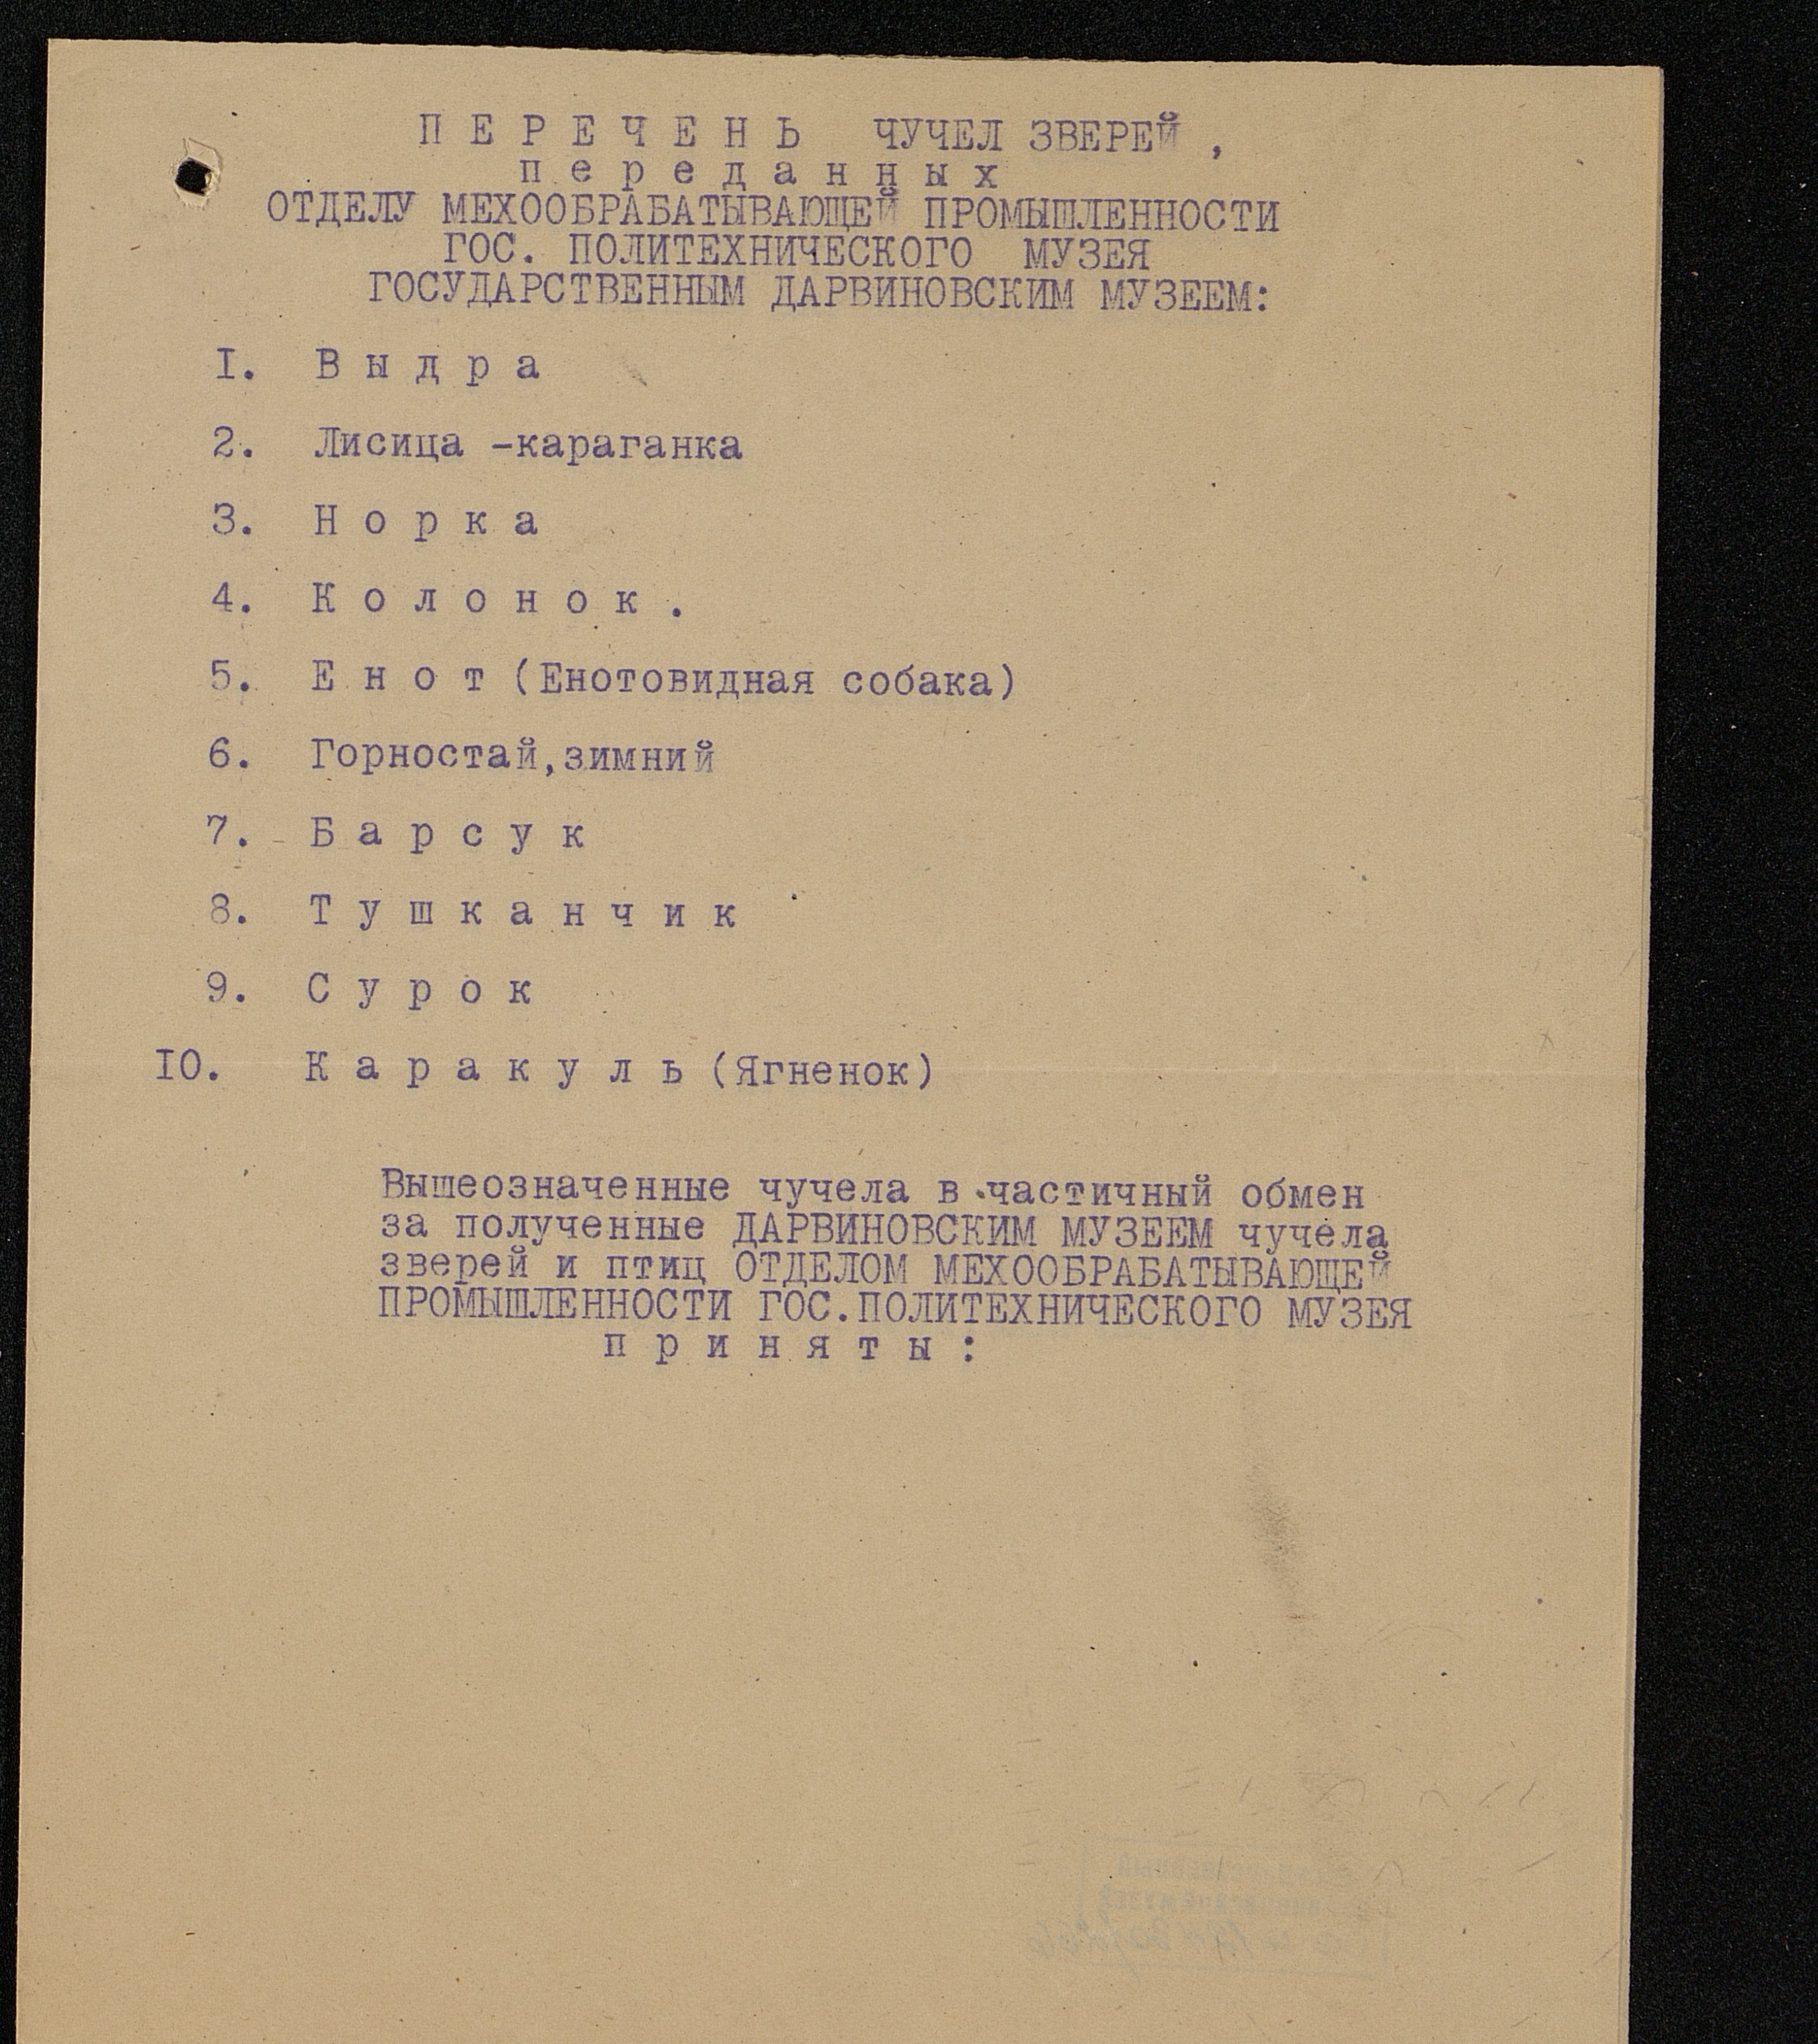 П Е Р Е Ч Е Н Ь ЧУЧЕЛ ЗВЕРЕЙ ,
п е р е д а н н ы х
ОТДЕЛУ МЕХООБРАБАТЫВАЮЩЕЙ ПРОМЫШЛЕННОСТИ
ГОС. ПОЛИТЕХНИЧЕСКОГО МУЗЕЯ
ГОСУДАРСТВЕННЫМ ДАРВИНОВСКИМ МУЗЕЕМ:
I. В ы д р а
2. Лисица -караганка
3. Н о р к а
4. К о л о н о к .
5. Е н о т (Енотовидная собака)
6. Горностай,зимний
7. Б а р с у к
8. Т у ш к а н ч и к
9. С у р о к
IO. К а р а к у л ь (Ягненок)
Вышеозначенные чучела в частичный обмен
за полученные ДАРВИНОВСКИМ МУЗЕЕМ чучела
зверей и птиц ОТДЕЛОМ МЕХООБРАБАТЫВАЮЩЕЙ
ПРОМЫШЛЕННОСТИ ГОС.ПОЛИТЕХНИЧЕСКОГО МУЗЕЯ
п р и н я т ы :